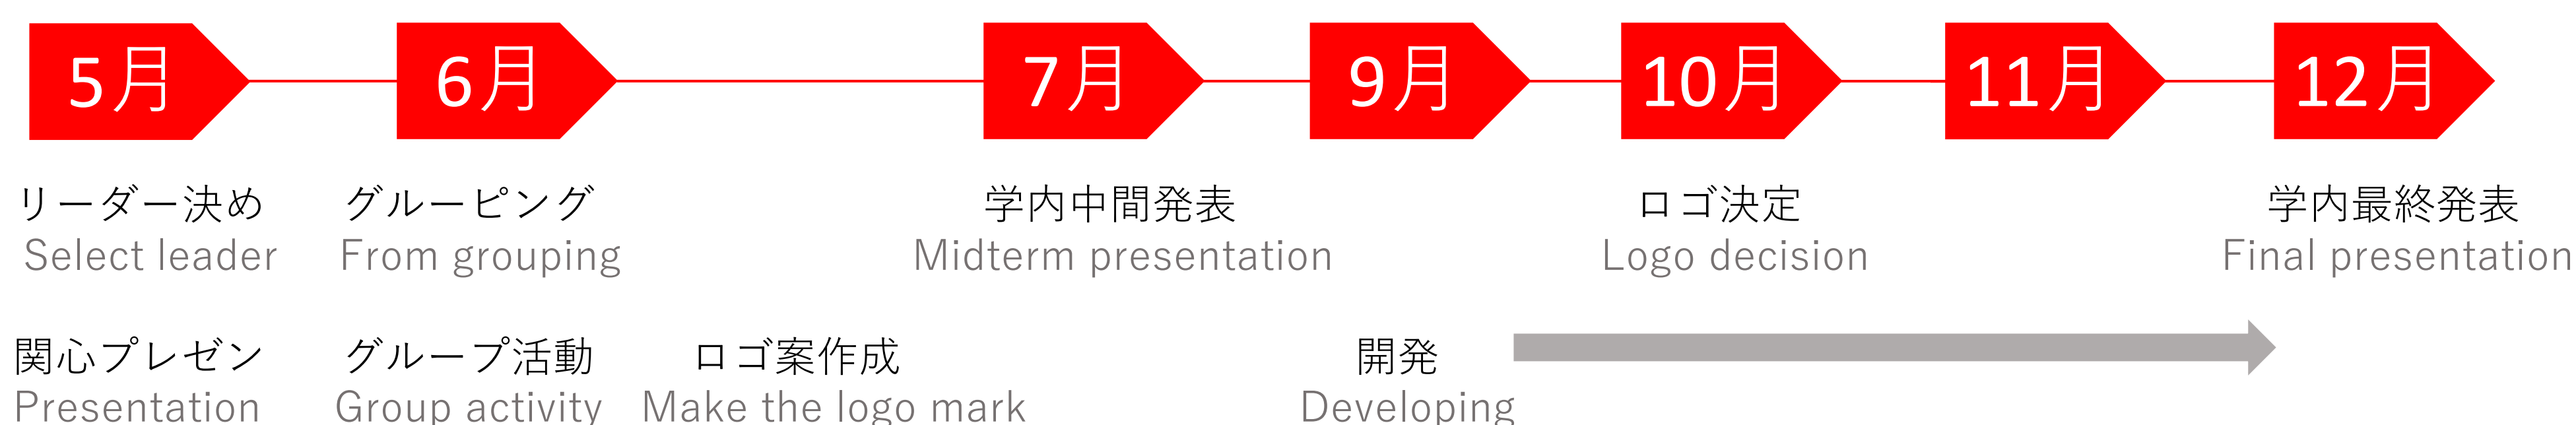 5月 6月 7月 9月 10月 11月 12月
リーダー決め グルーピング 学内中間発表 ロゴ決定 学内最終発表
Select leader From grouping Midterm presentation Logo decision Final presentation
関心プレゼン グループ活動 ロゴ案作成 開発
Presentation Group activity Make the logo mark Developing